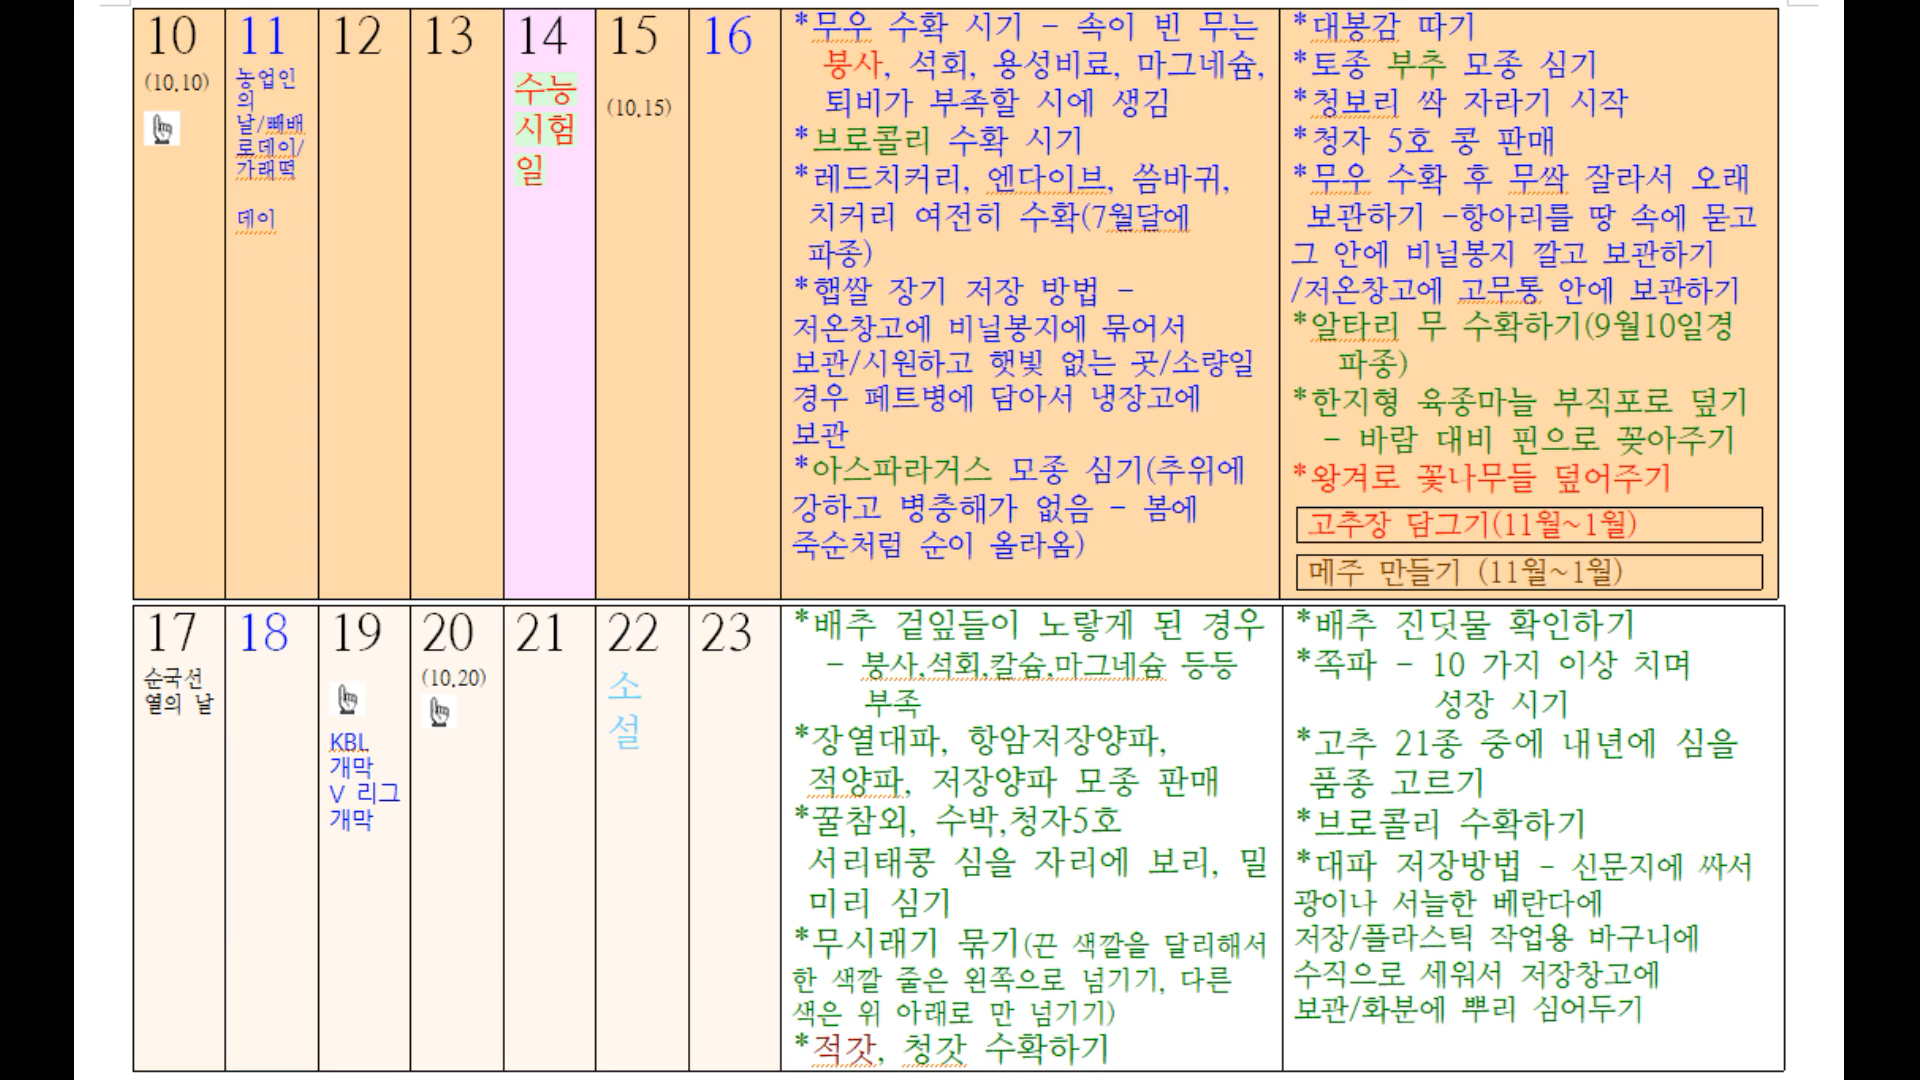 10
(10.10)
11
농업인
의
날/빼배
로데이/
가래떡
데이
12
13
14
수능
시험
일
15
(10.15)
16
*무우 수확 시기 - 속이 빈 무는
붕사, 석회, 용성비료, 마그네슘,
퇴비가 부족할 시에 생김
*브로콜리 수확 시기
*레드치커리, 엔다이브, 씀바귀,
치커리 여전히 수확(7월달에
파종)
*햅쌀 장기 저장 방법 -
저온창고에 비닐봉지에 묶어서
보관/시원하고 햇빛 없는 곳/소량일
경우 페트병에 담아서 냉장고에
보관
*아스파라거스 모종 심기(추위에
강하고 병충해가 없음 - 봄에
죽순처럼 순이 올라옴)
*대봉감 따기
*토종 부추 모종 심기
*청보리 싹 자라기 시작
*청자 5호 콩 판매
*무우 수확 후 무싹 잘라서 오래
보관하기 -항아리를 땅 속에 묻고
그 안에 비닐봉지 깔고 보관하기
/저온창고에 고무통 안에 보관하기
*알타리 무 수확하기(9월10일경
파종)
*한지형 육종마늘 부직포로 덮기
- 바람 대비 핀으로 꽂아주기
*왕겨로 꽃나무들 덮어주기
고추장 담그기(11월~1월)
메주 만들기 (11월~1월)
17
순국선
열의 날
18
19
KBL
개막
V 리그
개막
20
(10.20)
21
22
소
설
23
*배추 겉잎들이 노랗게 된 경우
- 붕사,석회,칼슘,마그네슘 등등
부족
*장열대파, 항암저장양파,
적양파, 저장양파 모종 판매
*꿀참외, 수박,청자5호
서리태콩 심을 자리에 보리, 밀
미리 심기
*무시래기 묶기(끈 색깔을 달리해서
한 색깔 줄은 왼쪽으로 넘기기, 다른
색은 위 아래로 만 넘기기)
*적갓, 청갓 수확하기
*배추 진딧물 확인하기
*쪽파 - 10 가지 이상 치며
성장 시기
*고추 21종 중에 내년에 심을
품종 고르기
*브로콜리 수확하기
*대파 저장방법 - 신문지에 싸서
광이나 서늘한 베란다에
저장/플라스틱 작업용 바구니에
수직으로 세워서 저장창고에
보관/화분에 뿌리 심어두기